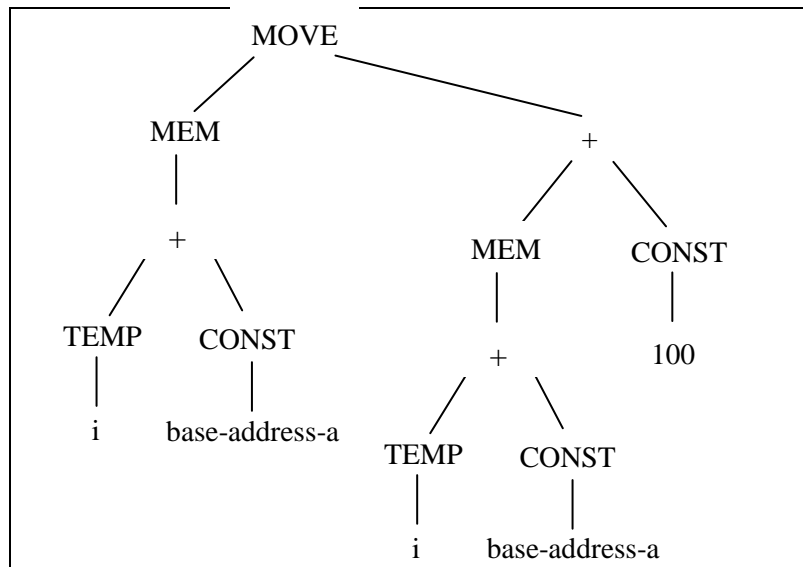 MOVE
MEM
+
+
MEM
CONST
TEMP
CONST
+
100
i
base-address-a
TEMP
CONST
i
base-address-a